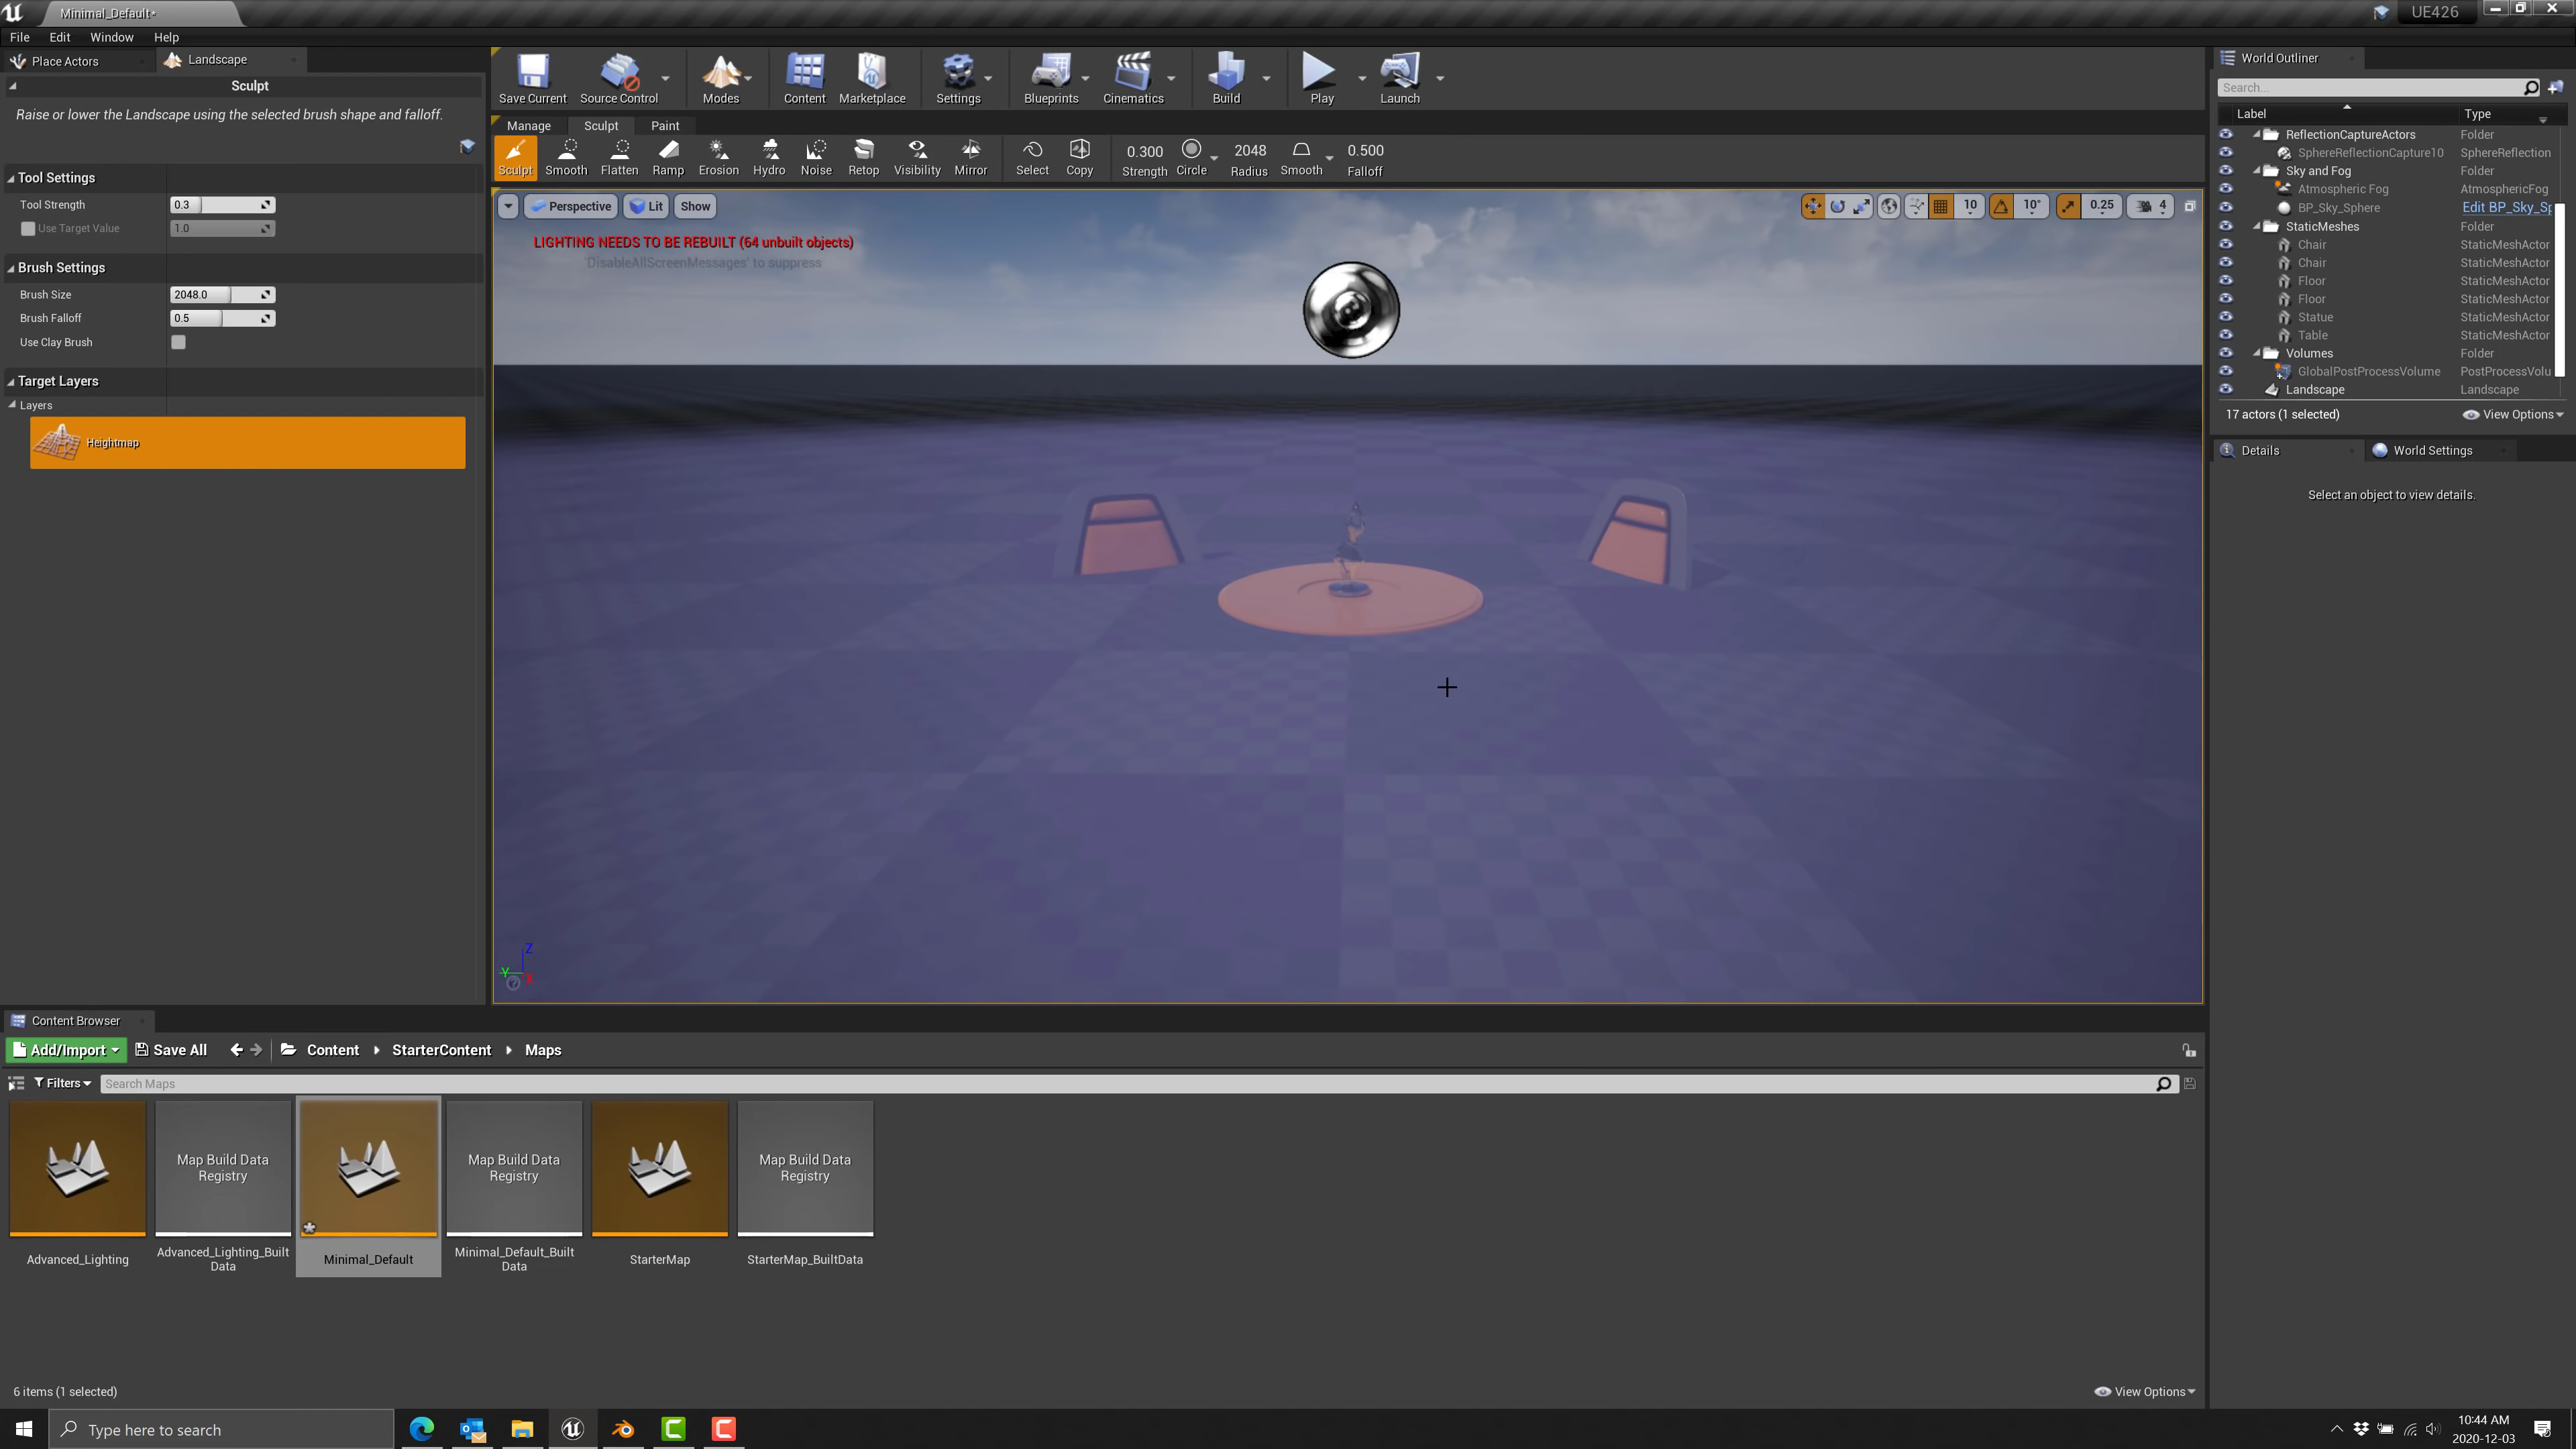 Minimal_Default*
UE426
File Edit Window Help
Place Actors
Landscape
Sculpt
Raise or lower the Landscape using the selected brush shape and falloff.
Tool Settings
Tool Strength 0.3
Use Target Value 1.0
Brush Settings
Brush Size 2048.0
Brush Falloff 0.5
Use Clay Brush
Target Layers
Layers
Heightmap
Save Current Source Control Modes Content Marketplace Settings Blueprints Cinematics Build Play Launch
Manage Sculpt Paint
Sculpt Smooth Flatten Ramp Erosion Hydro Noise Retop Visibility Mirror Select Copy
0.300 2048 0.500
Strength Circle Radius Smooth Falloff
Perspective Lit Show
10 10° 0.25 4
LIGHTING NEEDS TO BE REBUILT (64 unbuilt objects)
'DisableAllScreenMessages' to suppress
Z
Y X
World Outliner
Search...
Label Type
ReflectionCaptureActors Folder
SphereReflectionCapture10 SphereReflection
Sky and Fog Folder
Atmospheric Fog AtmosphericFog
BP_Sky_Sphere Edit BP_Sky_Sp
StaticMeshes Folder
Chair StaticMeshActor
Chair StaticMeshActor
Floor StaticMeshActor
Floor StaticMeshActor
Statue StaticMeshActor
Table StaticMeshActor
Volumes Folder
GlobalPostProcessVolume PostProcessVolu
Landscape Landscape
17 actors (1 selected) View Options
Details World Settings
Select an object to view details.
Content Browser
Add/Import Save All Content StarterContent Maps
Filters Search Maps
Map Build Data
Registry
Map Build Data
Registry
Map Build Data
Registry
Advanced_Lighting
Advanced_Lighting_Built
Data
Minimal_Default
Minimal_Default_Built
Data
StarterMap
StarterMap_BuiltData
6 items (1 selected) View Options
Type here to search
10:44 AM
2020-12-03